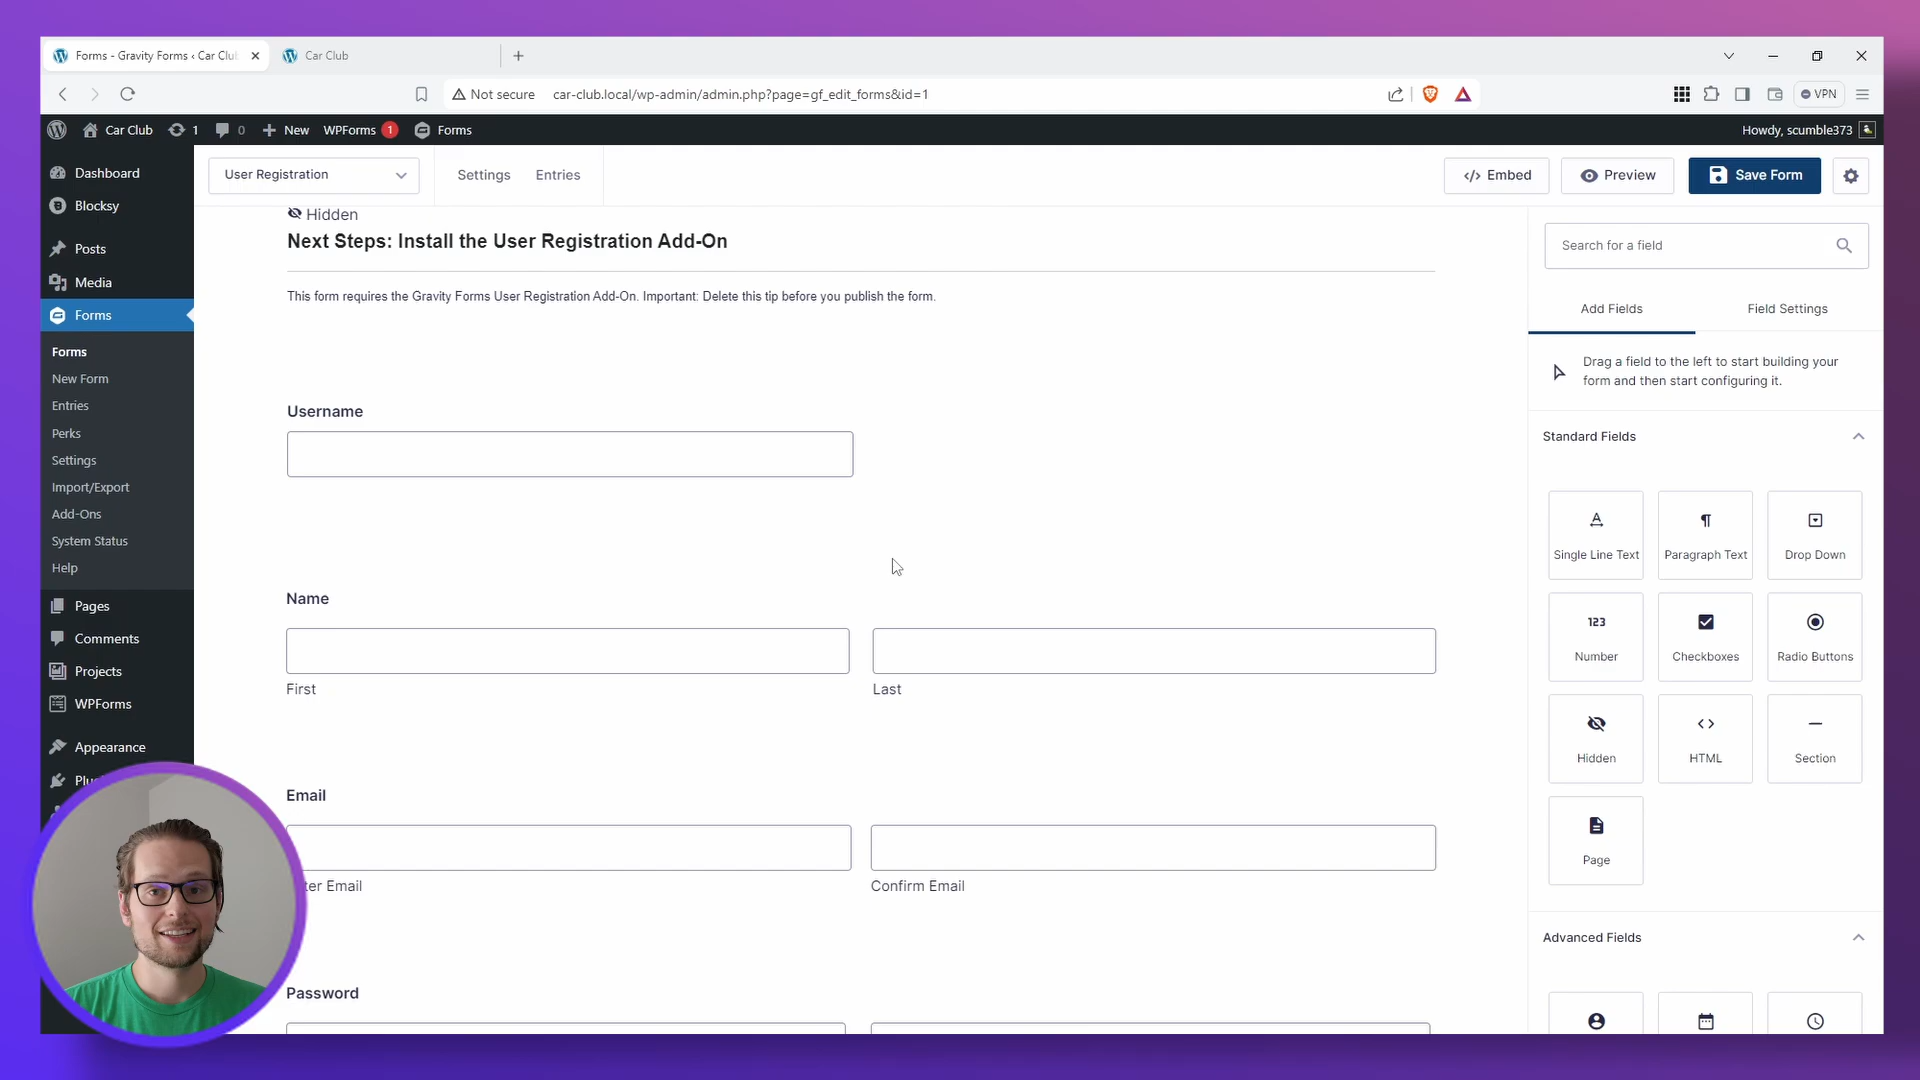 Forms - Gravity Forms ‹ Car Clu
Car Club
Not secure car-club.local/wp-admin/admin.php?page=gf_edit_forms&id=1
VPN
Car Club 1 0 New WPForms 1 Forms
Howdy, scumble373
Dashboard
Blocksy
Posts
Media
Forms
Forms
New Form
Entries
Perks
Settings
Import/Export
Add-Ons
System Status
Help
Pages
Comments
Projects
WPForms
Appearance
Plu
User Registration
Settings
Entries
Embed
Preview
Save Form
Hidden
Next Steps: Install the User Registration Add-On
This form requires the Gravity Forms User Registration Add-On. Important: Delete this tip before you publish the form.
Username
Name
First
Last
Email
ter Email
Confirm Email
Password
Search for a field
Add Fields
Field Settings
Drag a field to the left to start building your
form and then start configuring it.
Standard Fields
Single Line Text
Paragraph Text
Drop Down
123
Number
Checkboxes
Radio Buttons
Hidden
HTML
Section
Page
Advanced Fields